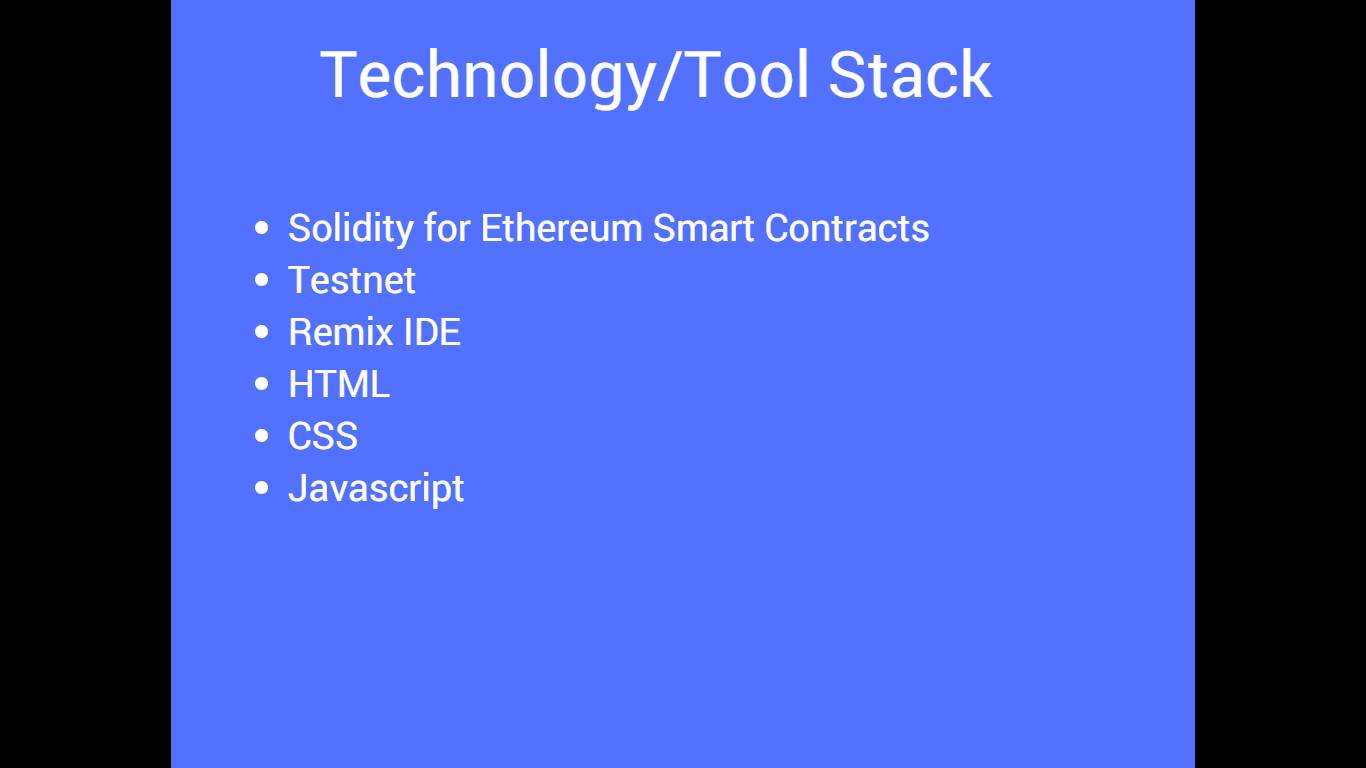 Technology/Tool Stack
• Solidity for Ethereum Smart Contracts
• Testnet
• Remix IDE
• HTML
• CSS
• Javascript